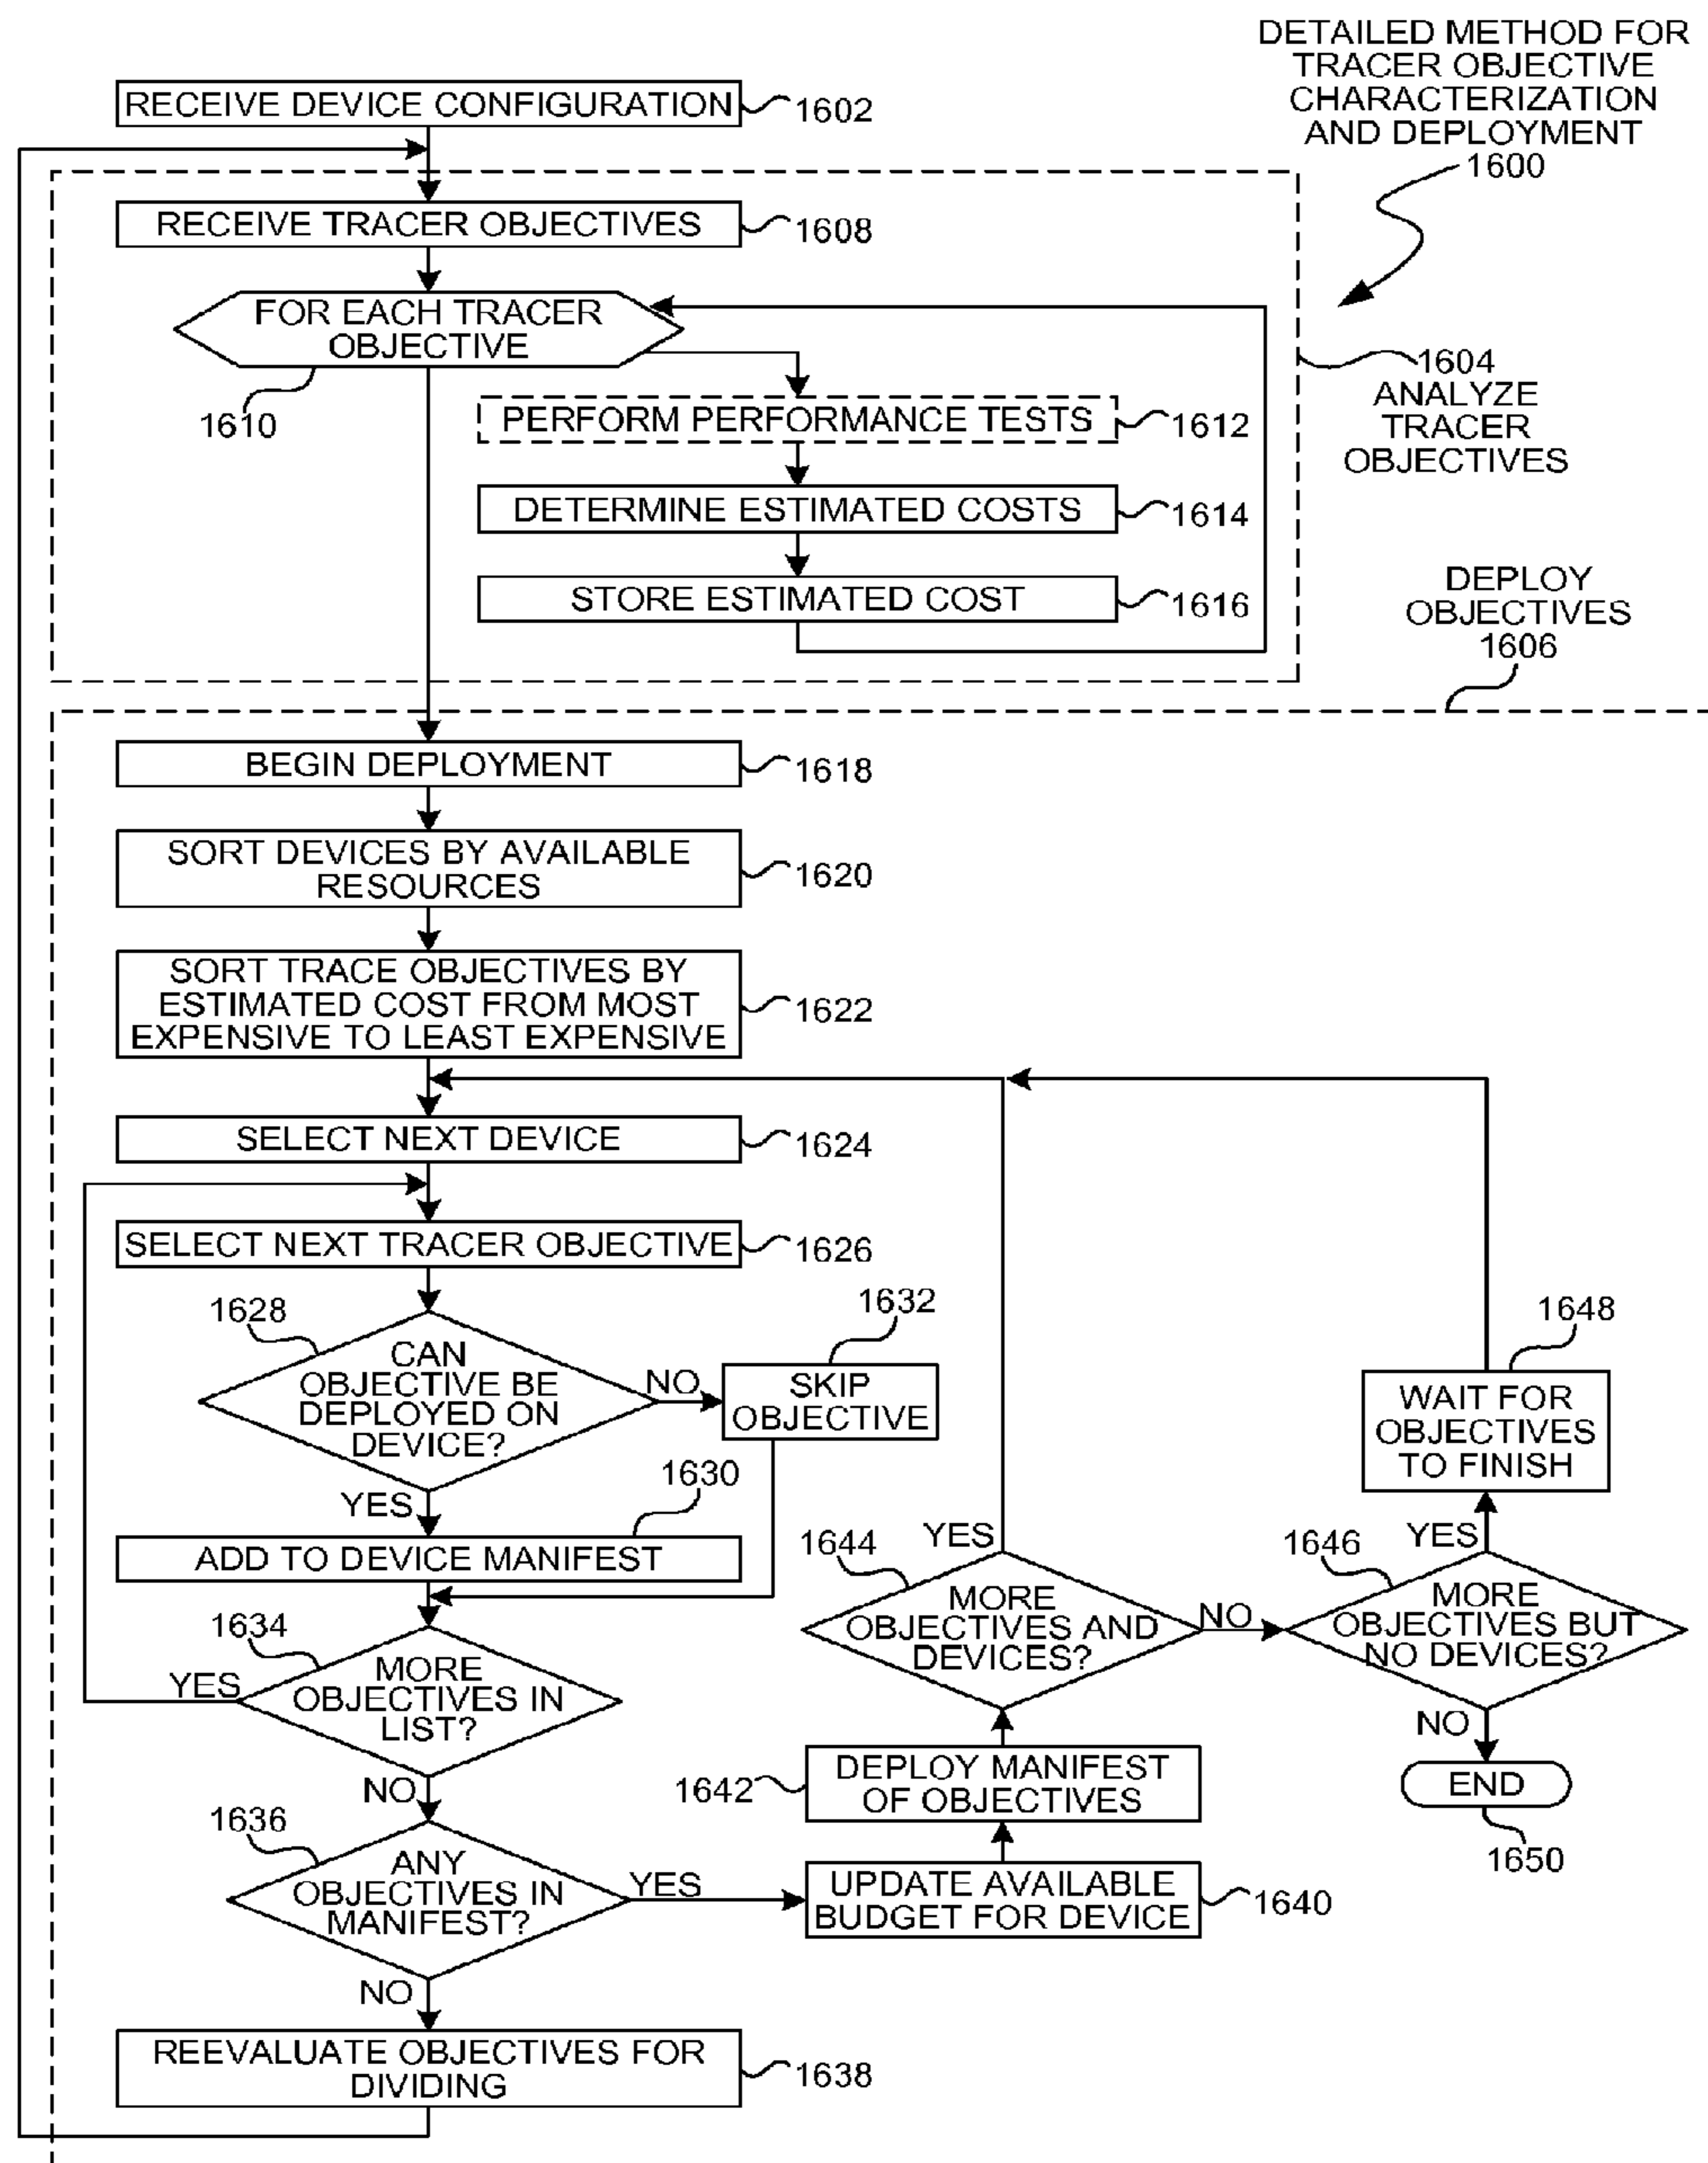 DETAILED METHOD FOR
TRACER OBJECTIVE
CHARACTERIZATION
AND DEPLOYMENT
1600
RECEIVE DEVICE CONFIGURATION
1602
RECEIVE TRACER OBJECTIVES
1608
FOR EACH TRACER
OBJECTIVE
1610
1604
ANALYZE
TRACER
OBJECTIVES
PERFORM PERFORMANCE TESTS
1612
DETERMINE ESTIMATED COSTS
1614
STORE ESTIMATED COST
1616
DEPLOY
OBJECTIVES
1606
BEGIN DEPLOYMENT
1618
SORT DEVICES BY AVAILABLE
RESOURCES
1620
SORT TRACE OBJECTIVES BY
ESTIMATED COST FROM MOST
EXPENSIVE TO LEAST EXPENSIVE
1622
SELECT NEXT DEVICE
1624
SELECT NEXT TRACER OBJECTIVE
1626
1628
CAN
OBJECTIVE BE
DEPLOYED ON
DEVICE?
NO
YES
1632
SKIP
OBJECTIVE
1630
ADD TO DEVICE MANIFEST
1634
MORE
OBJECTIVES IN
LIST?
YES
NO
1636
ANY
OBJECTIVES IN
MANIFEST?
YES
NO
REEVALUATE OBJECTIVES FOR
DIVIDING
1638
UPDATE AVAILABLE
BUDGET FOR DEVICE
1640
DEPLOY MANIFEST
OF OBJECTIVES
1642
1644
MORE
OBJECTIVES AND
DEVICES?
YES
NO
1646
MORE
OBJECTIVES BUT
NO DEVICES?
YES
NO
1648
WAIT FOR
OBJECTIVES
TO FINISH
END
1650